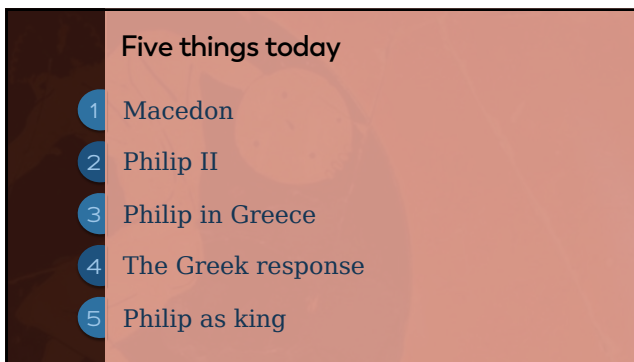 Five things today
1 Macedon
2 Philip II
3 Philip in Greece
4 The Greek response
5 Philip as king